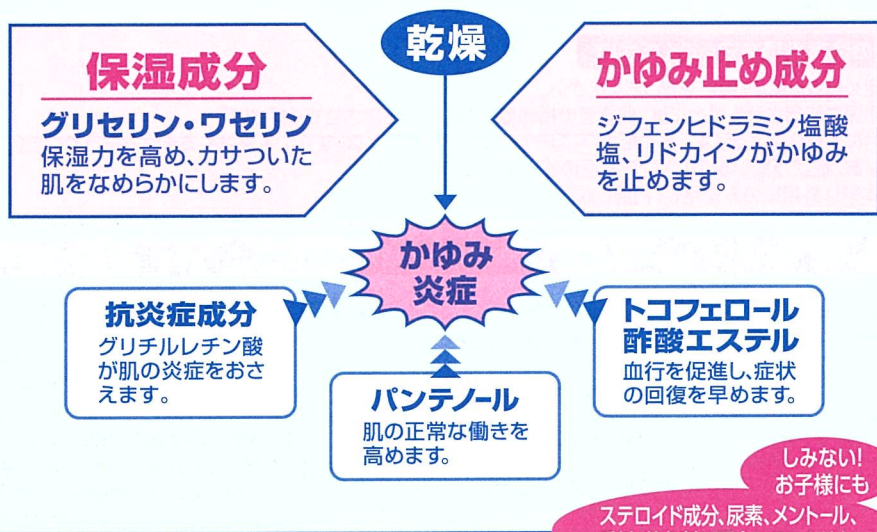 乾燥
保湿成分
グリセリン・ワセリン
保湿力を高め、カサついた
肌をなめらかにします。
かゆみ止め成分
ジフェンヒドラミン塩酸
塩、リドカインがかゆみ
を止めます。
かゆみ
炎症
抗炎症成分
グリチルレチン酸
が肌の炎症をおさ
えます。
パンテノール
肌の正常な働きを
高めます。
トコフェロール
酢酸エステル
血行を促進し、症状
の回復を早めます。
しみない!
お子様にも
ステロイド成分、尿素、メントール、